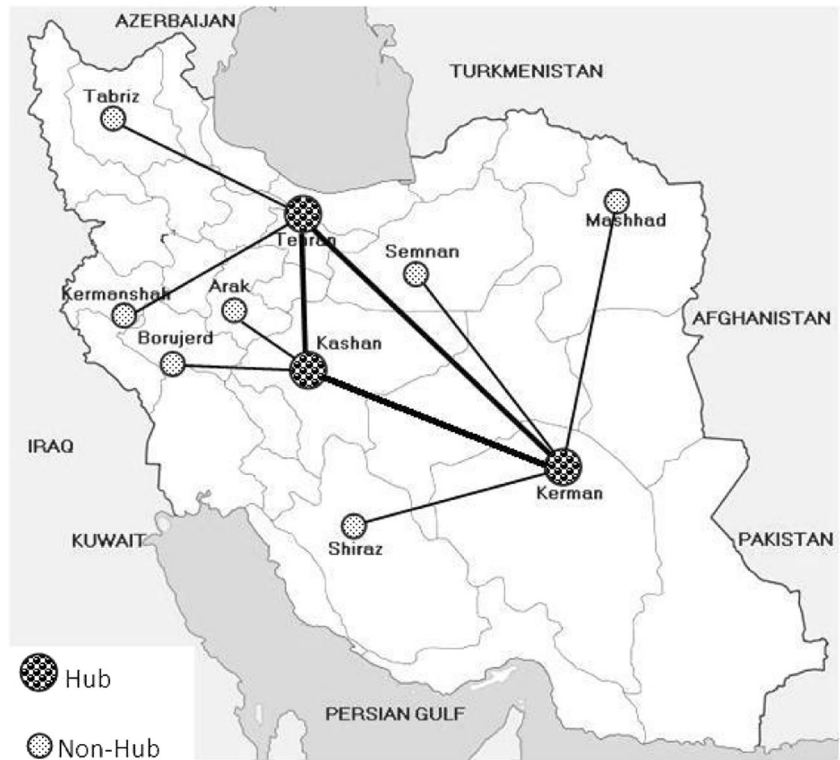 AZERBAIJAN
TURKMENISTAN
Tabriz
Mashhad
Tehran
Semnan
Kermanshah
Arak
AFGHANISTAN
Borujerd
Kashan
IRAQ
Kerman
KUWAIT
Shiraz
PAKISTAN
Hub
PERSIAN GULF
Non-Hub